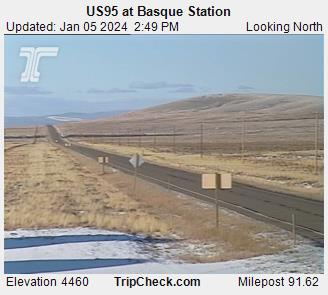 US95 at Basque Station
Updated: Jan 05 2024 2:49 PM Looking North
Elevation 4460 TripCheck.com Milepost 91.62